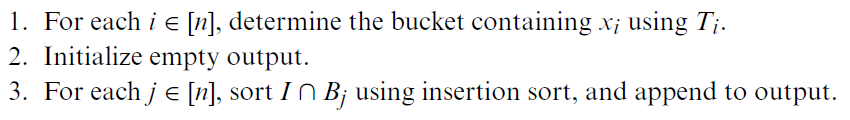 1. For each i ∈ [n], determine the bucket containing xᵢ using Tᵢ.
2. Initialize empty output.
3. For each j ∈ [n], sort I ∩ Bⱼ using insertion sort, and append to output.